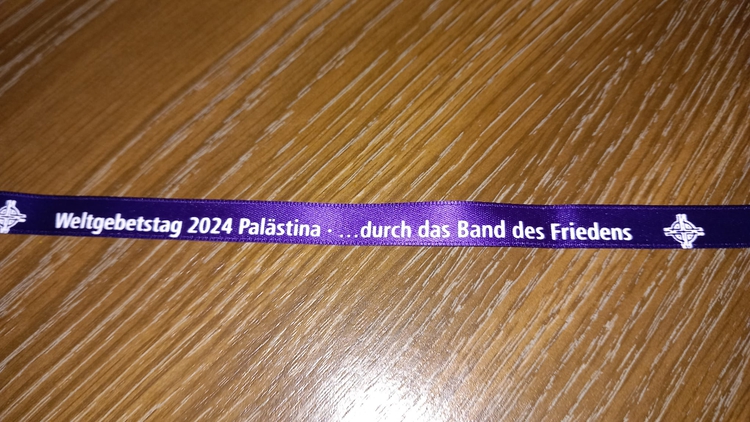 Weltgebetstag 2024 Palästina · ...durch das Band des Friedens